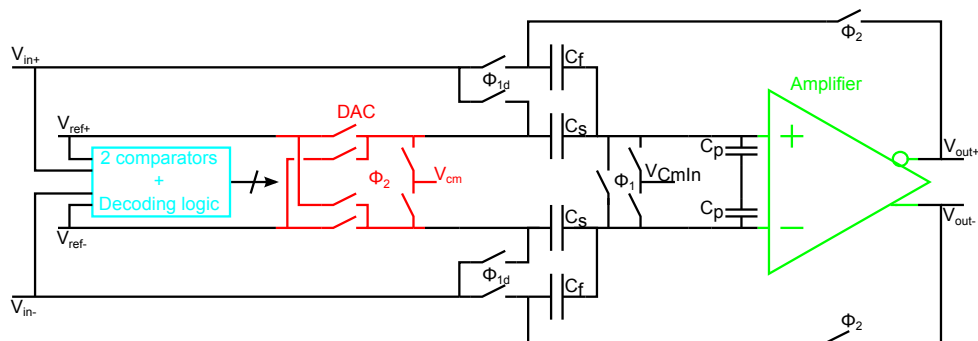 Φ2
Vin+
Cf
Φ1d
Amplifier
DAC
Vref+
Cs
Cp
Vout+
2 comparators
+
Decoding logic
Φ2
Vcm
Φ1
VCmIn
+
Cp
Vout-
Vref-
Cs
−
Φ1d
Cf
Vin-
Φ2